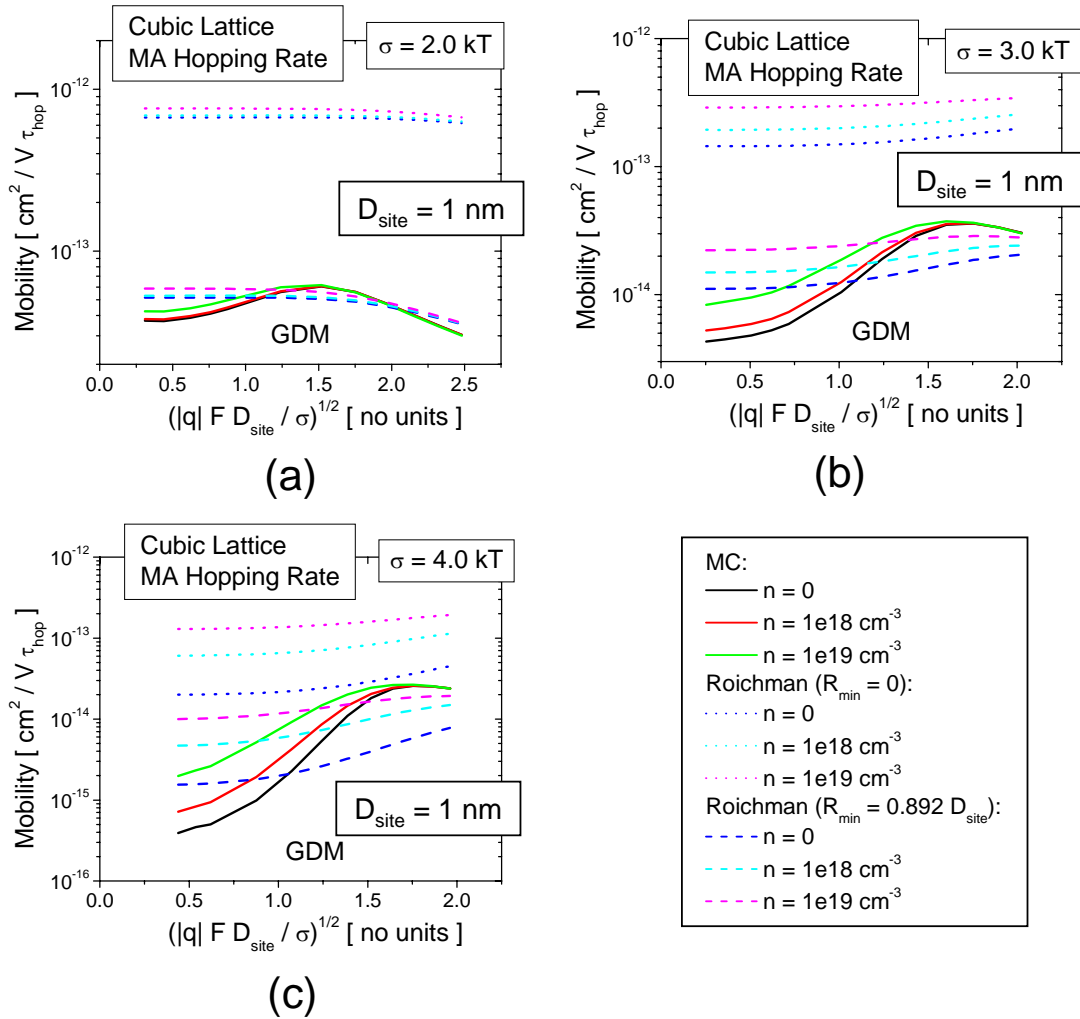 Cubic Lattice
MA Hopping Rate
σ = 2.0 kT
10^-12
10^-13
Mobility [ cm^2 / V τ_hop ]
D_site = 1 nm
GDM
0.0 0.5 1.0 1.5 2.0 2.5
(|q| F D_site / σ)^1/2 [ no units ]
(a)
Cubic Lattice
MA Hopping Rate
σ = 3.0 kT
10^-12
10^-13
10^-14
Mobility [ cm^2 / V τ_hop ]
D_site = 1 nm
GDM
0.0 0.5 1.0 1.5 2.0
(|q| F D_site / σ)^1/2 [ no units ]
(b)
Cubic Lattice
MA Hopping Rate
σ = 4.0 kT
10^-12
10^-13
10^-14
10^-15
10^-16
Mobility [ cm^2 / V τ_hop ]
D_site = 1 nm
GDM
0.0 0.5 1.0 1.5 2.0
(|q| F D_site / σ)^1/2 [ no units ]
(c)
MC:
n = 0
n = 1e18 cm^-3
n = 1e19 cm^-3
Roichman (R_min = 0):
n = 0
n = 1e18 cm^-3
n = 1e19 cm^-3
Roichman (R_min = 0.892 D_site):
n = 0
n = 1e18 cm^-3
n = 1e19 cm^-3